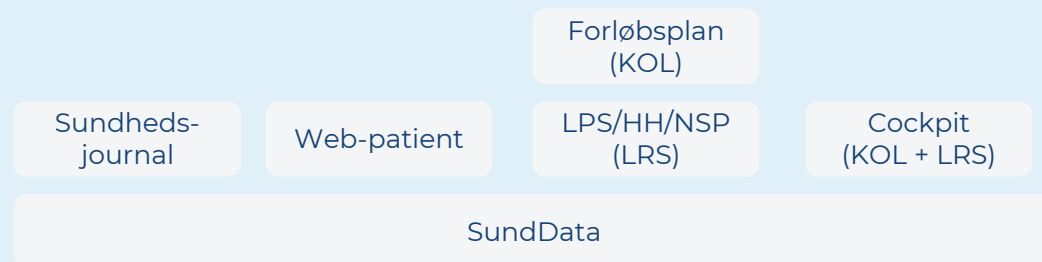 Forløbsplan
(KOL)
Sundheds-
journal
Web-patient
LPS/HH/NSP
(LRS)
Cockpit
(KOL + LRS)
SundData